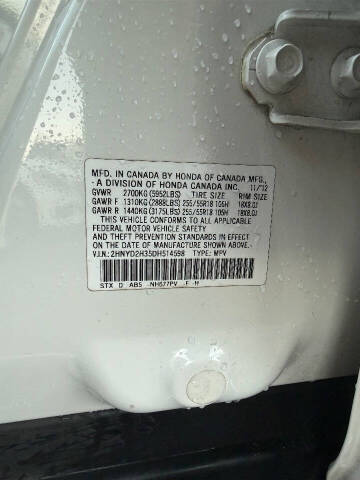 MFD. IN CANADA BY HONDA OF CANADA MFG.,
- A DIVISION OF HONDA CANADA INC. 11/'12
GVWR 2700KG(5952LBS) TIRE SIZE RIM SIZE
GAWR F 1310KG(2888LBS) 255/55R18 105H 18X8.0J
GAWR R 1440KG(3175LBS) 255/55R18 105H 18X8.0J
THIS VEHICLE CONFORMS TO ALL APPLICABLE
FEDERAL MOTOR VEHICLE SAFETY
AND THEFT PREVENTION STANDARDS IN EFFECT
ON THE DATE OF MANUFACTURE SHOWN ABOVE.
V.I.N.:2HNYD2H35DH514598 TYPE: MPV
STX D ABS NH677PV F H